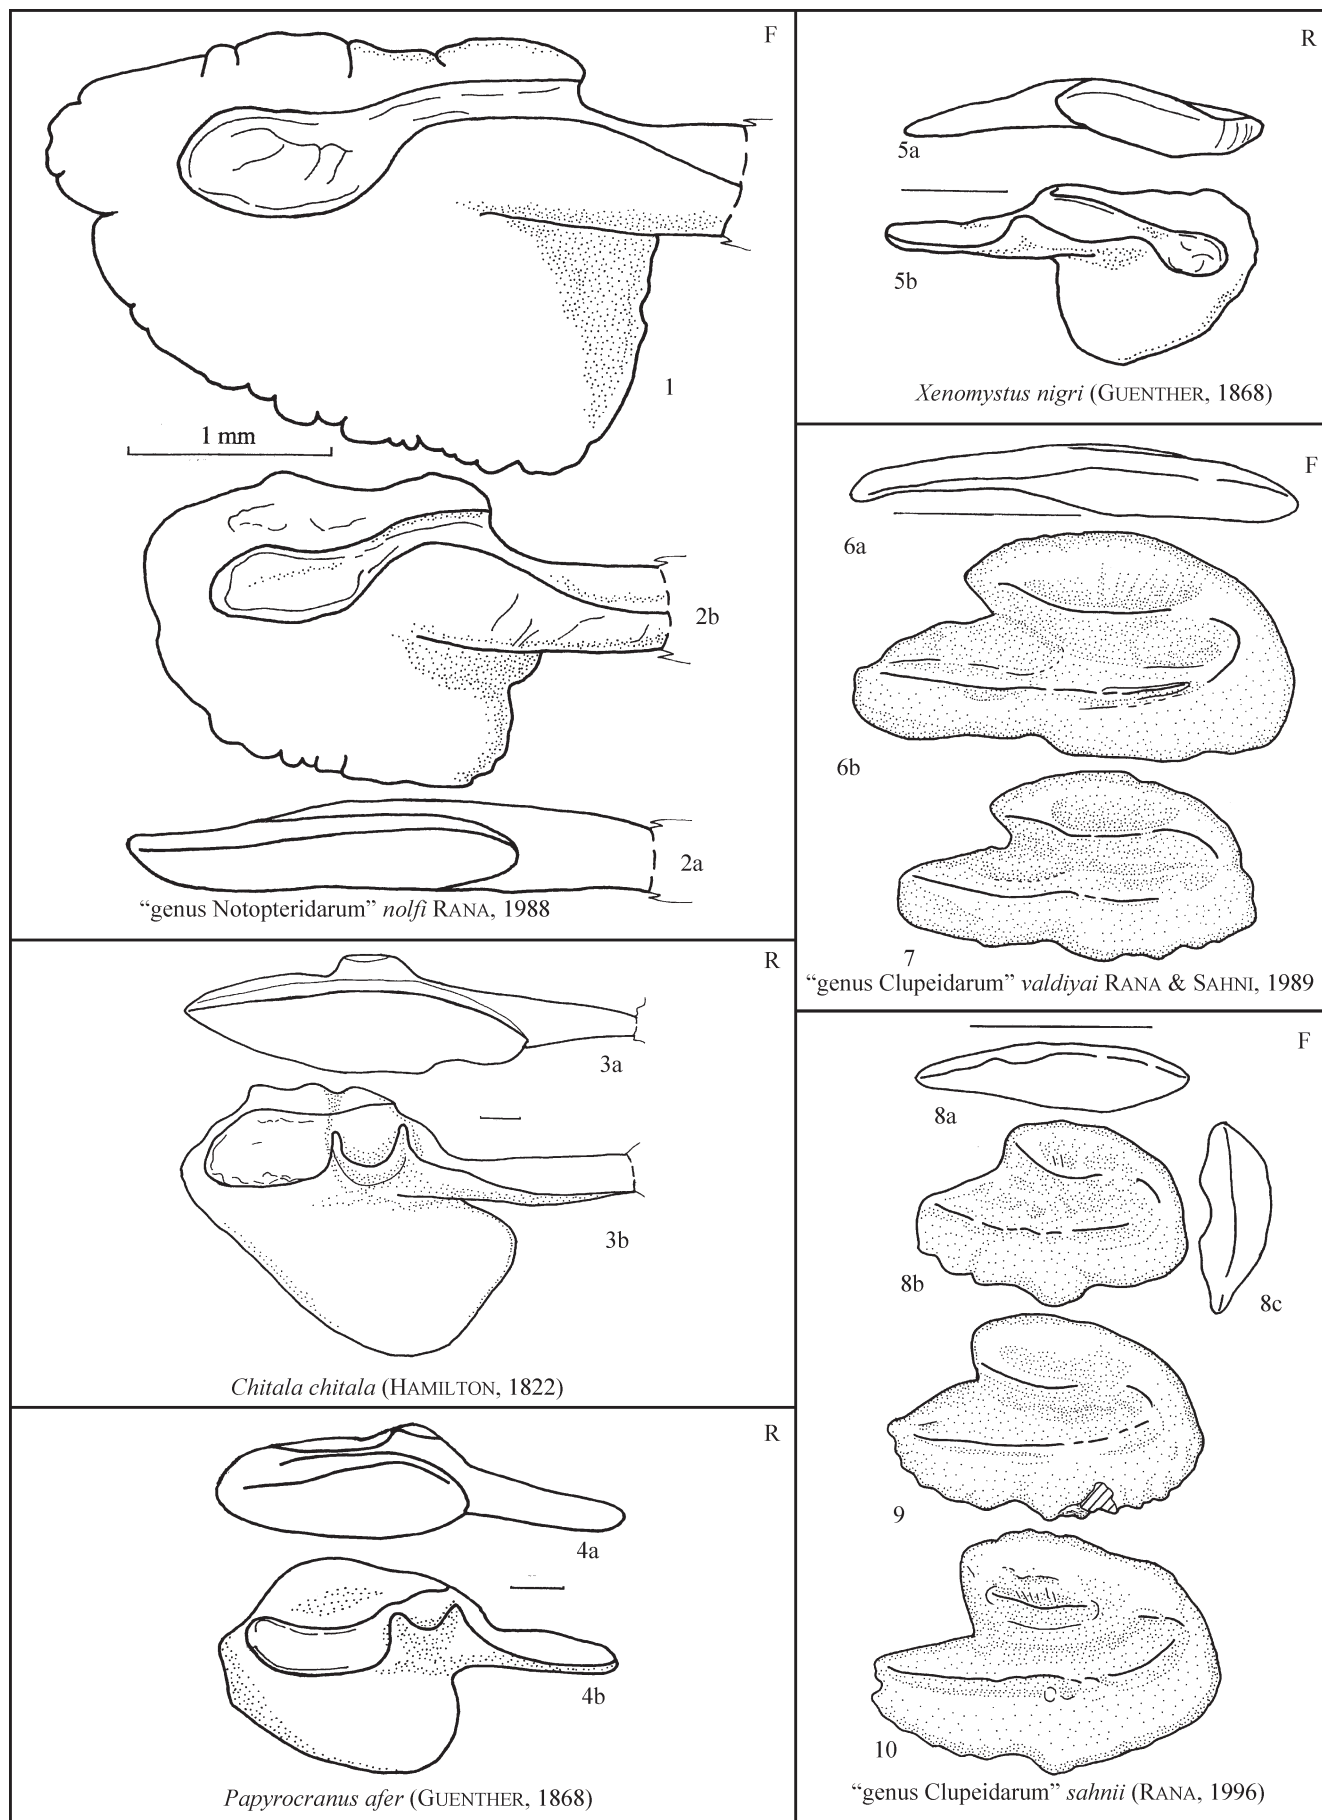 F
1
1 mm
2b
2a
“genus Notopteridarum” nolfi RANA, 1988
R
3a
3b
Chitala chitala (HAMILTON, 1822)
R
4a
4b
Papyrocranus afer (GUENTHER, 1868)
R
5a
5b
Xenomystus nigri (GUENTHER, 1868)
F
6a
6b
7
“genus Clupeidarum” valdiyai RANA & SAHNI, 1989
F
8a
8b
8c
9
10
“genus Clupeidarum” sahnii (RANA, 1996)